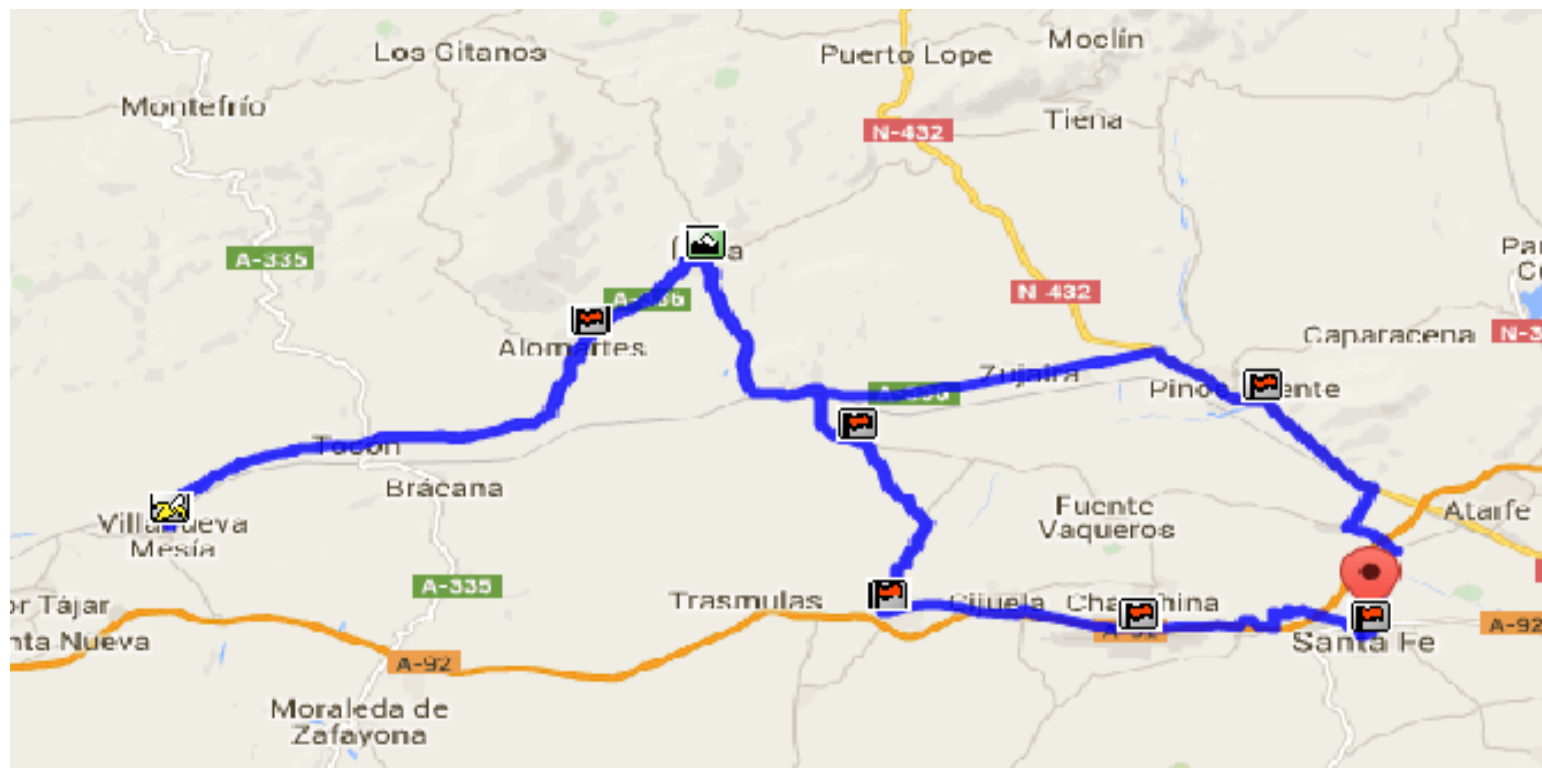 Los Gitanos
Puerto Lope
Moclín
Montefrío
Tiena
N-432
A-335
N-432
Alomartes
Caparacena
Zujaira
Tocón
Brácana
Fuente
Vaqueros
Atarfe
Villanueva
Mesía
A-335
Trasmulas
Cijuela
Santa Fe
A-92
A-92
Moraleda de
Zafayona